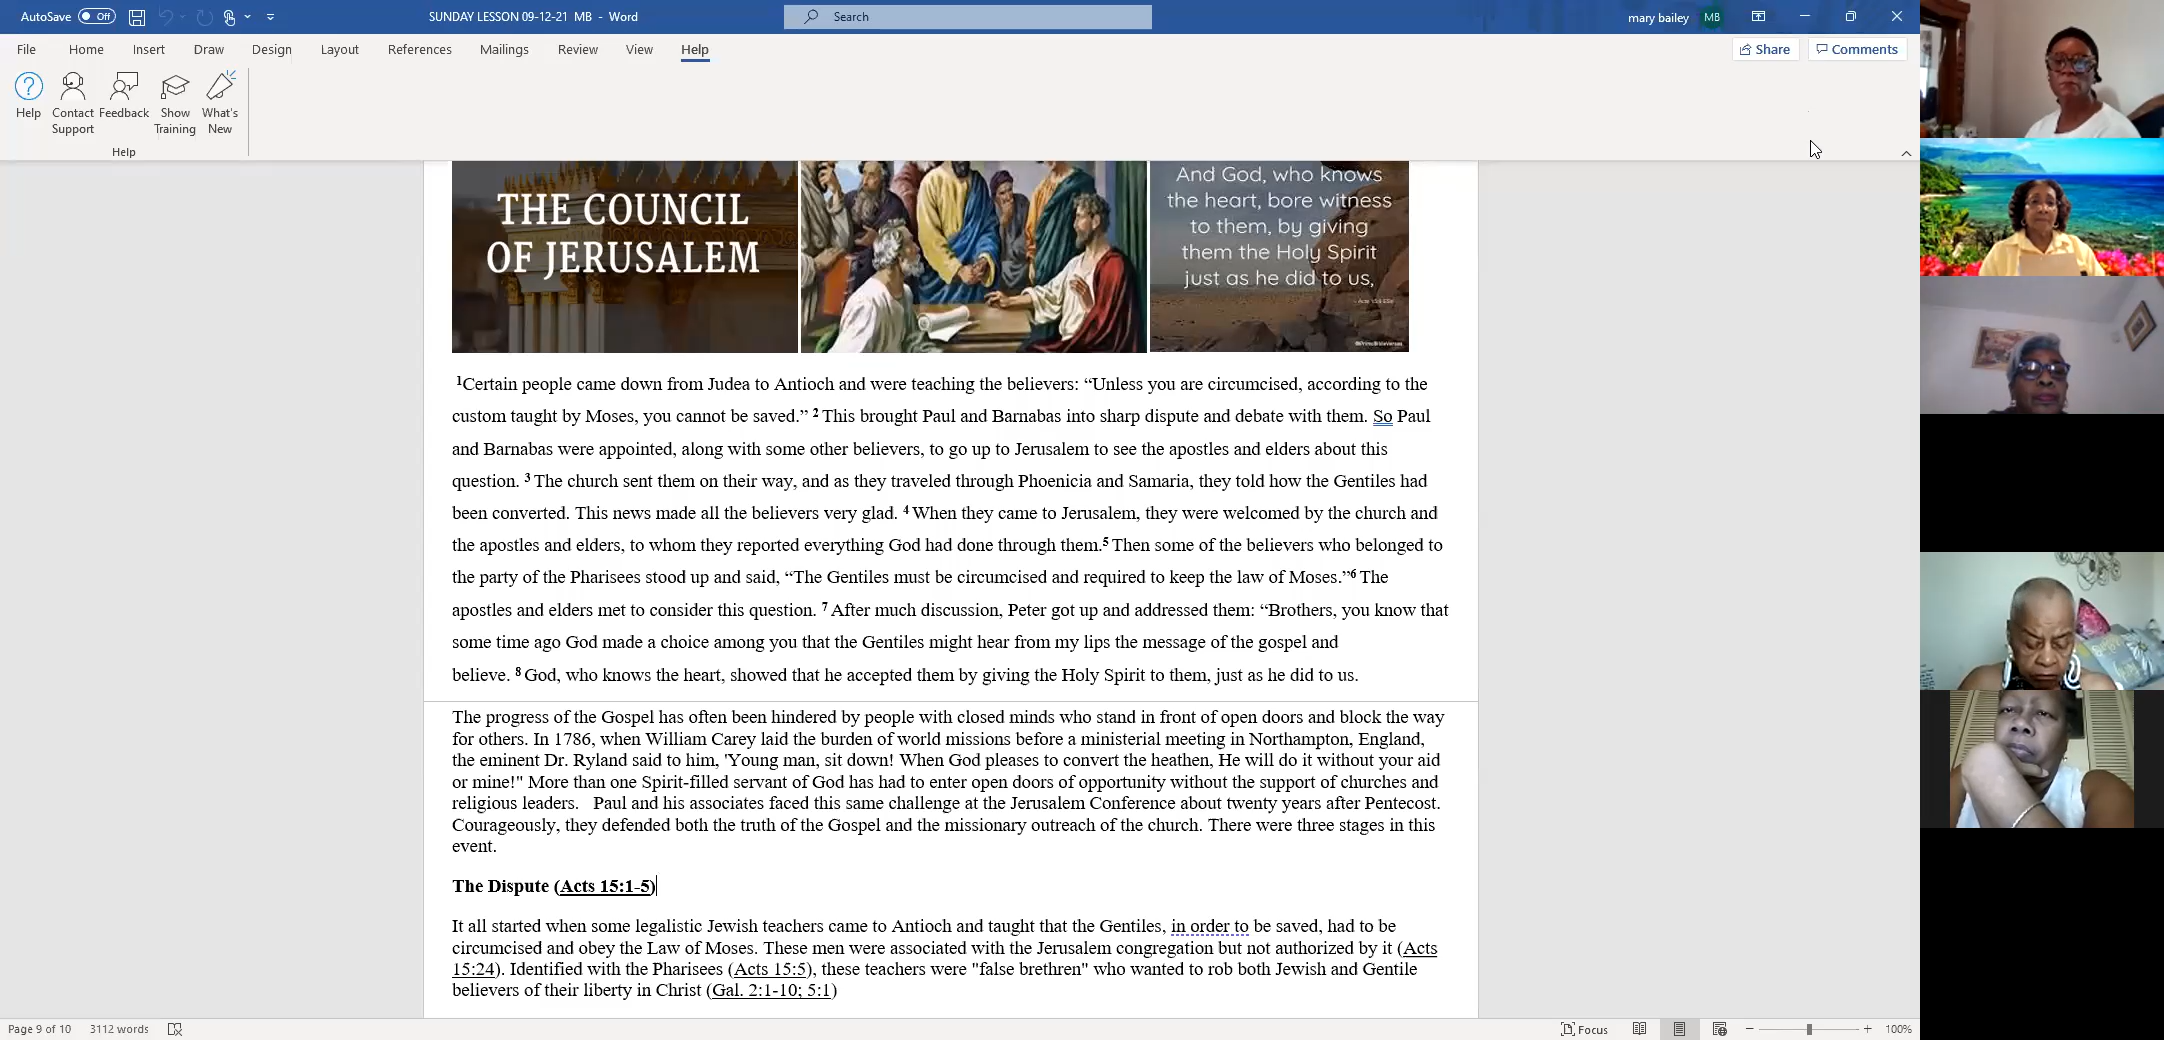 AutoSave Off
SUNDAY LESSON 09-12-21 MB - Word
Search
mary bailey MB
File Home Insert Draw Design Layout References Mailings Review View Help
Share Comments
Help Contact Support Feedback Show Training What's New
Help
THE COUNCIL
OF JERUSALEM
And God, who knows
the heart, bore witness
to them, by giving
them the Holy Spirit
just as he did to us,
1Certain people came down from Judea to Antioch and were teaching the believers: “Unless you are circumcised, according to the
custom taught by Moses, you cannot be saved.” 2 This brought Paul and Barnabas into sharp dispute and debate with them. So Paul
and Barnabas were appointed, along with some other believers, to go up to Jerusalem to see the apostles and elders about this
question. 3 The church sent them on their way, and as they traveled through Phoenicia and Samaria, they told how the Gentiles had
been converted. This news made all the believers very glad. 4 When they came to Jerusalem, they were welcomed by the church and
the apostles and elders, to whom they reported everything God had done through them.5 Then some of the believers who belonged to
the party of the Pharisees stood up and said, “The Gentiles must be circumcised and required to keep the law of Moses.”6 The
apostles and elders met to consider this question. 7 After much discussion, Peter got up and addressed them: “Brothers, you know that
some time ago God made a choice among you that the Gentiles might hear from my lips the message of the gospel and
believe. 8 God, who knows the heart, showed that he accepted them by giving the Holy Spirit to them, just as he did to us.
The progress of the Gospel has often been hindered by people with closed minds who stand in front of open doors and block the way
for others. In 1786, when William Carey laid the burden of world missions before a ministerial meeting in Northampton, England,
the eminent Dr. Ryland said to him, 'Young man, sit down! When God pleases to convert the heathen, He will do it without your aid
or mine!" More than one Spirit-filled servant of God has had to enter open doors of opportunity without the support of churches and
religious leaders. Paul and his associates faced this same challenge at the Jerusalem Conference about twenty years after Pentecost.
Courageously, they defended both the truth of the Gospel and the missionary outreach of the church. There were three stages in this
event.
The Dispute (Acts 15:1-5)
It all started when some legalistic Jewish teachers came to Antioch and taught that the Gentiles, in order to be saved, had to be
circumcised and obey the Law of Moses. These men were associated with the Jerusalem congregation but not authorized by it (Acts
15:24). Identified with the Pharisees (Acts 15:5), these teachers were "false brethren" who wanted to rob both Jewish and Gentile
believers of their liberty in Christ (Gal. 2:1-10; 5:1)
Page 9 of 10 3112 words
Focus
100%